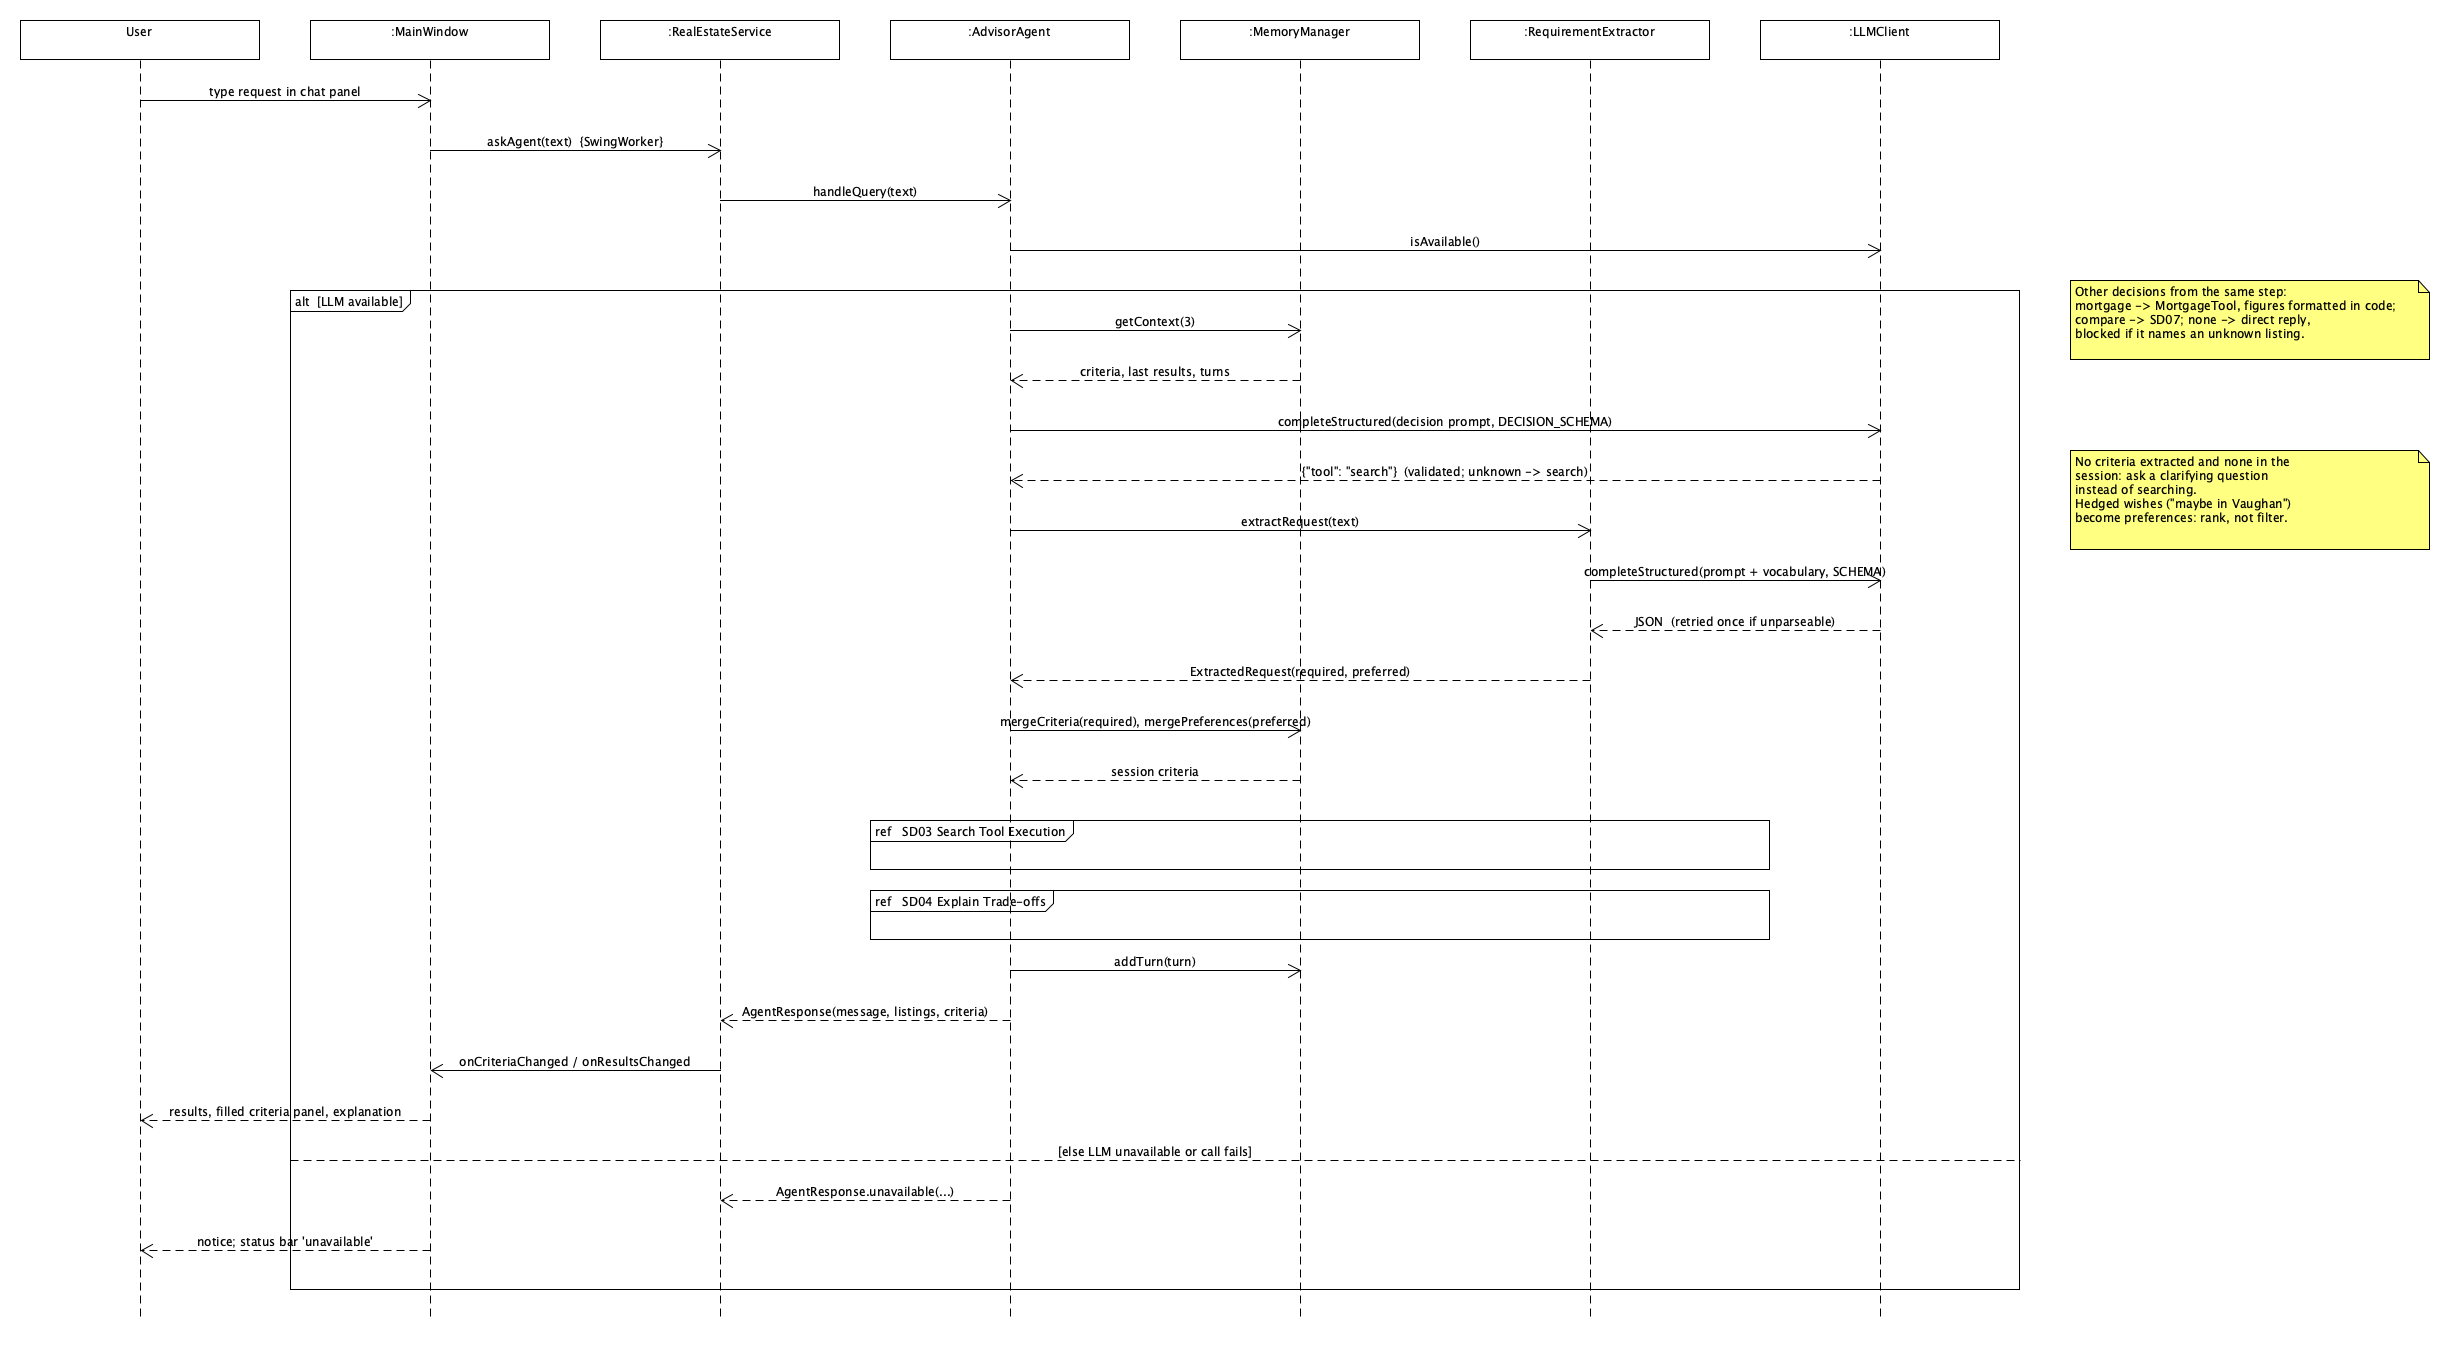 User
:MainWindow
:RealEstateService
:AdvisorAgent
:MemoryManager
:RequirementExtractor
:LLMClient
type request in chat panel
askAgent(text)  {SwingWorker}
handleQuery(text)
isAvailable()
alt  [LLM available]
Other decisions from the same step:
mortgage -> MortgageTool, figures formatted in code;
compare -> SD07; none -> direct reply,
blocked if it names an unknown listing.
getContext(3)
criteria, last results, turns
completeStructured(decision prompt, DECISION_SCHEMA)
{"tool": "search"}  (validated; unknown -> search)
No criteria extracted and none in the
session: ask a clarifying question
instead of searching.
Hedged wishes ("maybe in Vaughan")
become preferences: rank, not filter.
extractRequest(text)
completeStructured(prompt + vocabulary, SCHEMA)
JSON  (retried once if unparseable)
ExtractedRequest(required, preferred)
mergeCriteria(required), mergePreferences(preferred)
session criteria
ref   SD03 Search Tool Execution
ref   SD04 Explain Trade-offs
addTurn(turn)
AgentResponse(message, listings, criteria)
onCriteriaChanged / onResultsChanged
results, filled criteria panel, explanation
[else LLM unavailable or call fails]
AgentResponse.unavailable(...)
notice; status bar 'unavailable'